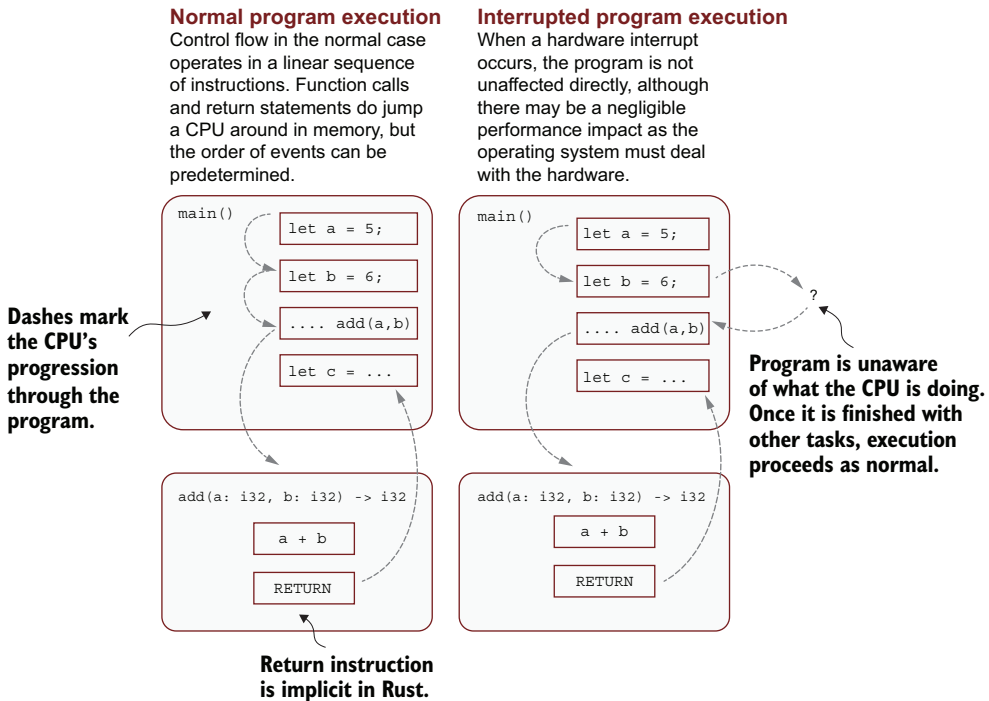 Normal program execution
Control flow in the normal case
operates in a linear sequence
of instructions. Function calls
and return statements do jump
a CPU around in memory, but
the order of events can be
predetermined.
Interrupted program execution
When a hardware interrupt
occurs, the program is not
unaffected directly, although
there may be a negligible
performance impact as the
operating system must deal
with the hardware.
main()
let a = 5;
let b = 6;
.... add(a,b)
let c = ...
Dashes mark
the CPU's
progression
through the
program.
add(a: i32, b: i32) -> i32
a + b
RETURN
Return instruction
is implicit in Rust.
main()
let a = 5;
let b = 6;
.... add(a,b)
let c = ...
?
Program is unaware
of what the CPU is doing.
Once it is finished with
other tasks, execution
proceeds as normal.
add(a: i32, b: i32) -> i32
a + b
RETURN